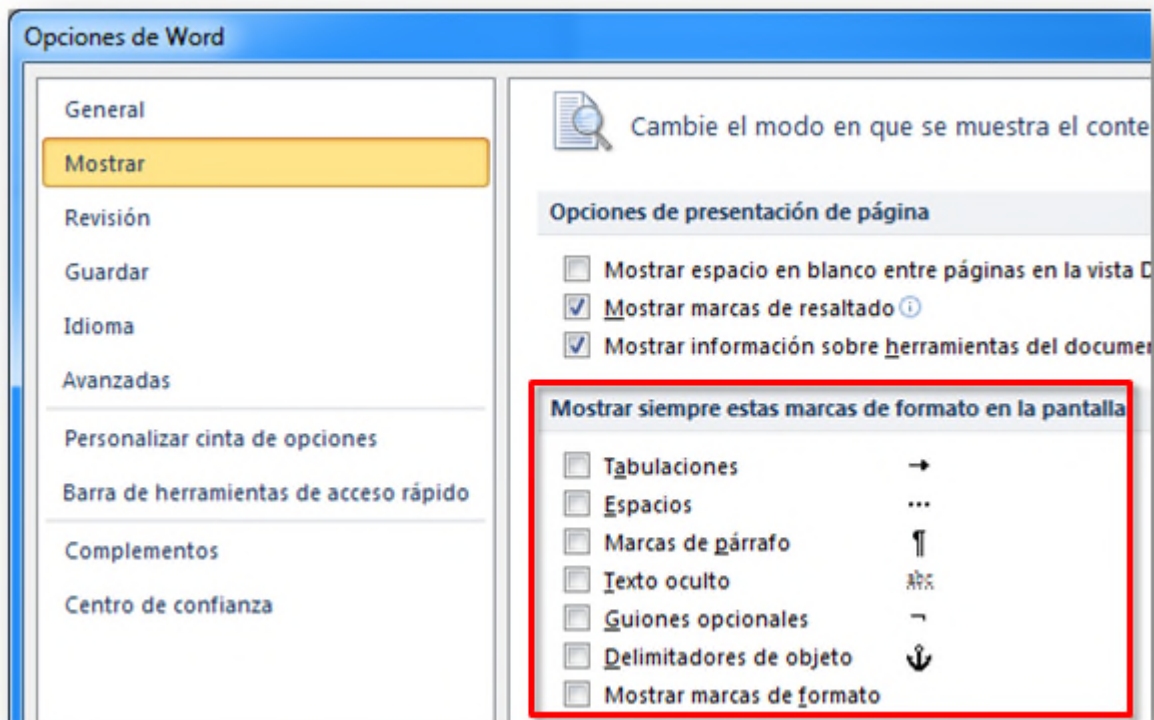 Opciones de Word
General
Mostrar
Revisión
Guardar
Idioma
Avanzadas
Personalizar cinta de opciones
Barra de herramientas de acceso rápido
Complementos
Centro de confianza
Cambie el modo en que se muestra el conte
Opciones de presentación de página
Mostrar espacio en blanco entre páginas en la vista D
Mostrar marcas de resaltado
Mostrar información sobre herramientas del documen
Mostrar siempre estas marcas de formato en la pantalla
Tabulaciones →
Espacios ···
Marcas de párrafo ¶
Texto oculto abc
Guiones opcionales ¬
Delimitadores de objeto ⚓
Mostrar marcas de formato